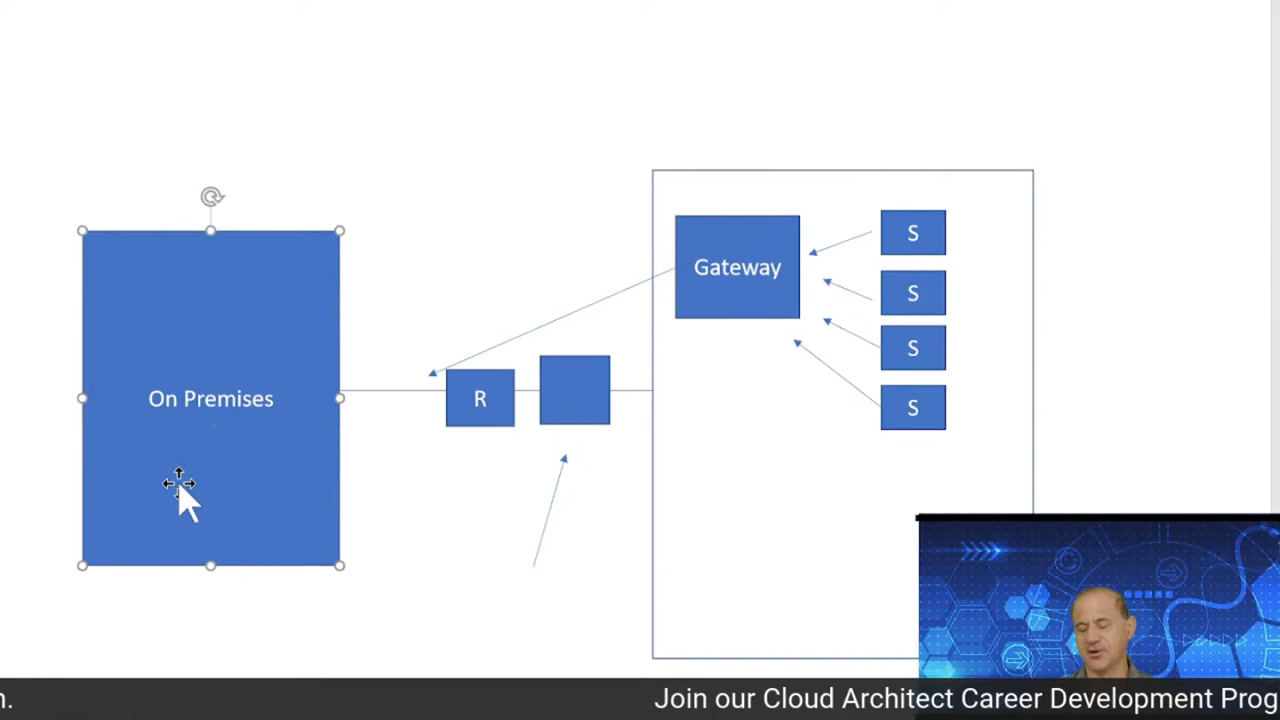 Gateway
S
S
S
S
On Premises
R
n.
Join our Cloud Architect Career Development Prog